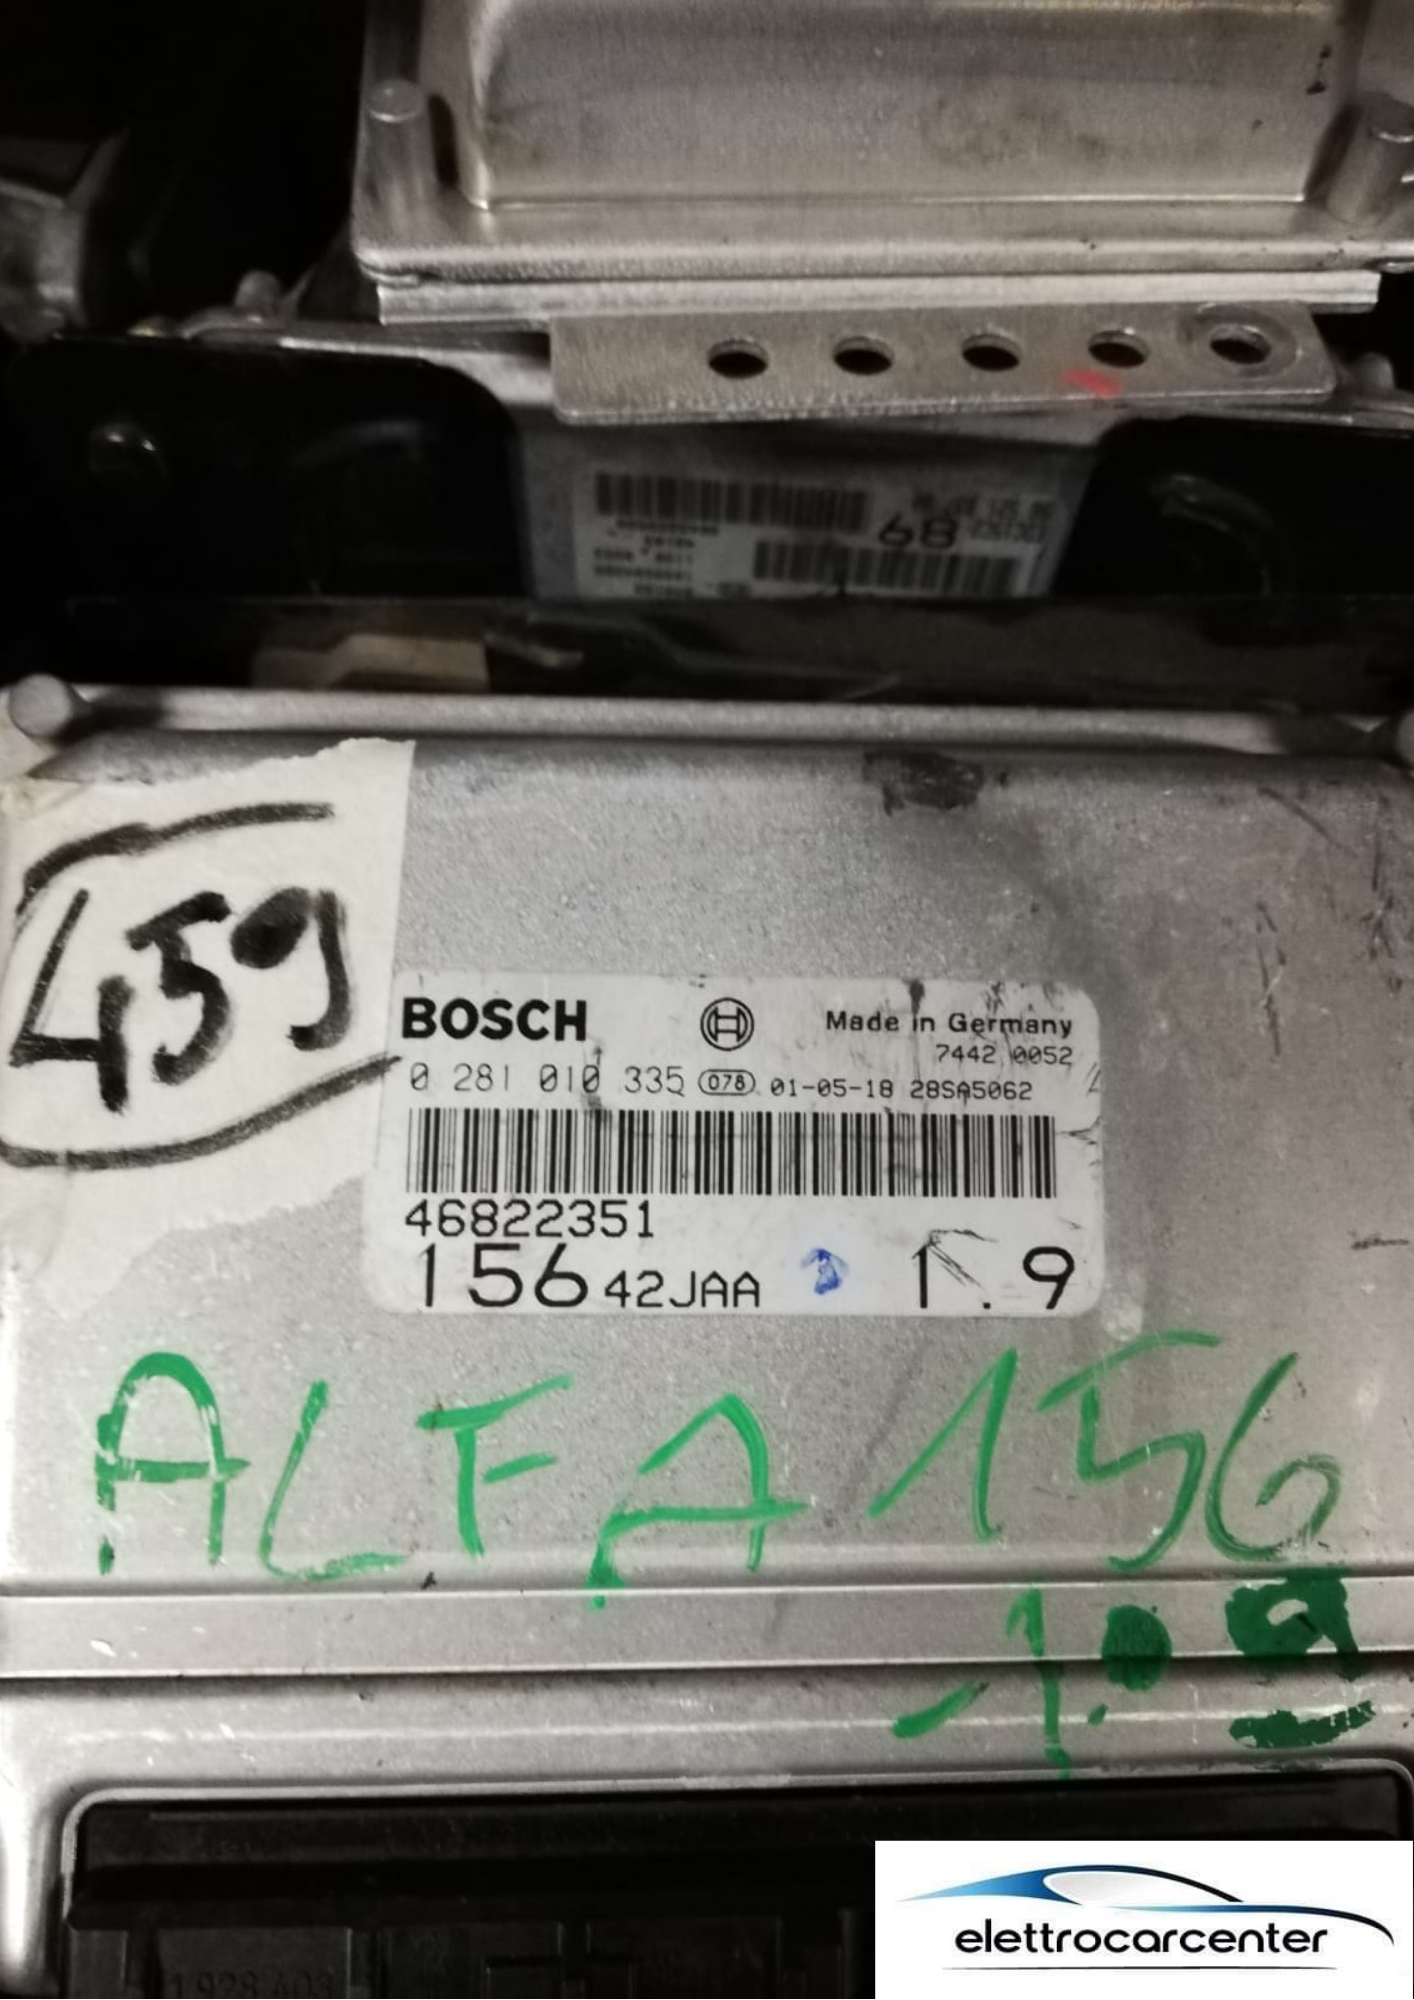 68
459
BOSCH Made in Germany
7442 0052
0 281 010 335 078 01-05-18 28SA5062
46822351
156 42JAA 1.9
ALFA 156
1.9
elettrocarcenter